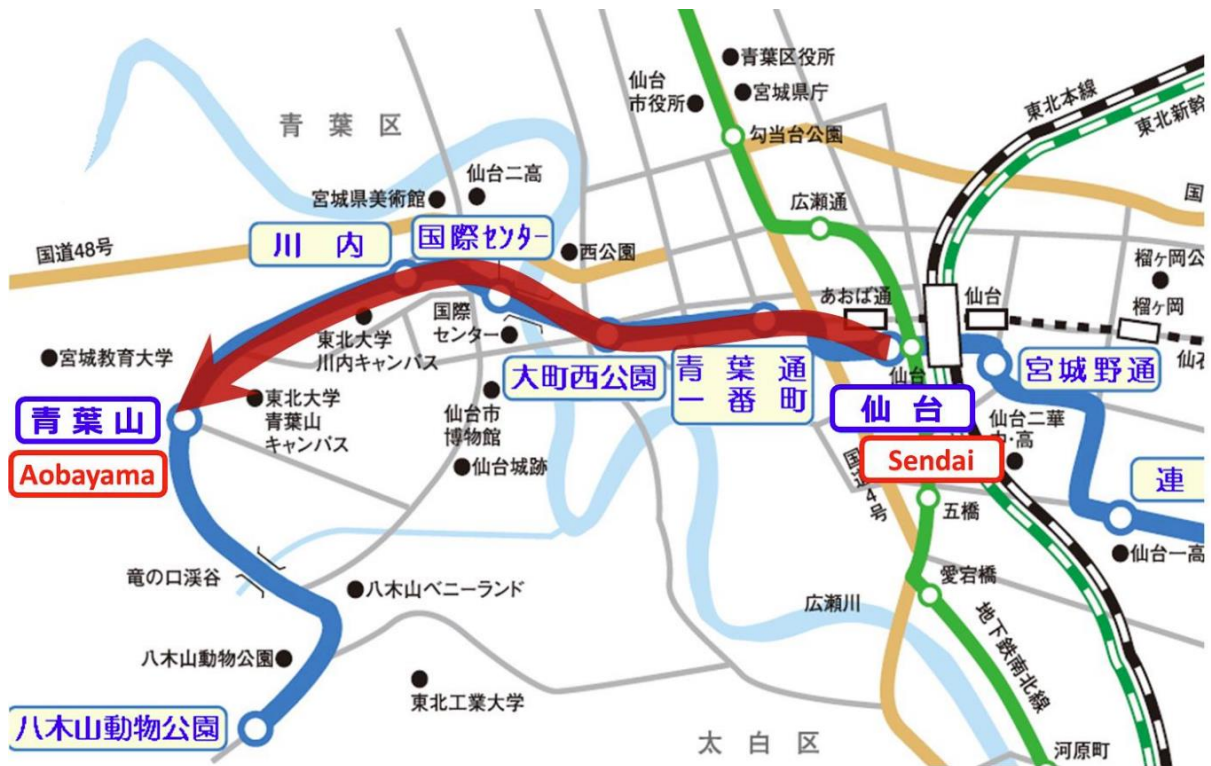 青葉区役所
仙台
市役所
宮城県庁
東北本線
東北新幹
青 葉 区
勾当台公園
仙台二高
宮城県美術館
広瀬通
国
国道48号
川 内
国際センター
西公園
榴ヶ岡公
あおば通
仙台
榴ヶ岡
国際
センター
東北大学
川内キャンパス
宮城教育大学
仙石
大町西公園
青 葉 通
一 番 町
仙台
宮城野通
東北大学
青葉山
キャンパス
青葉山
仙台市
博物館
仙 台
仙台二華
中・高
Aobayama
仙台城跡
Sendai
国道4号
連
五橋
仙台一高
竜の口渓谷
八木山ベニーランド
愛宕橋
広瀬川
地下鉄南北線
八木山動物公園
東北工業大学
八木山動物公園
太 白 区
河原町